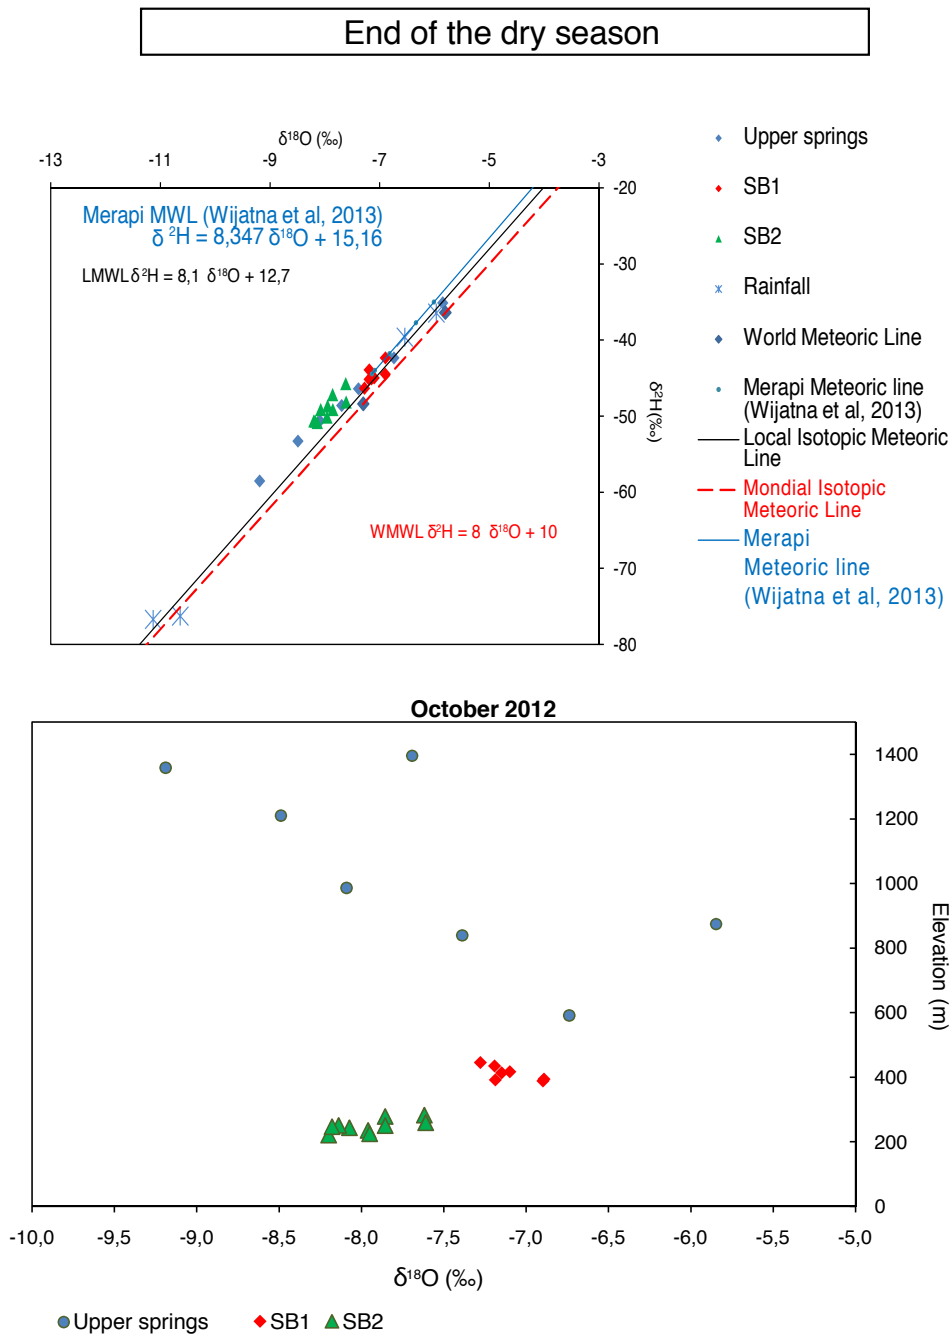 End of the dry season
δ¹⁸O (‰)
-13 -11 -9 -7 -5 -3
Merapi MWL (Wijatna et al, 2013)
δ ²H = 8,347 δ¹⁸O + 15,16
LMWL δ²H = 8,1 δ¹⁸O + 12,7
WMWL δ²H = 8 δ¹⁸O + 10
-20
-30
-40
-50
-60
-70
-80
δ²H(‰)
Upper springs
SB1
SB2
Rainfall
World Meteoric Line
Merapi Meteoric line
(Wijatna et al, 2013)
Local Isotopic Meteoric
Line
Mondial Isotopic
Meteoric Line
Merapi
Meteoric line
(Wijatna et al, 2013)
October 2012
1400
1200
1000
800
600
400
200
0
Elevation (m)
-10,0 -9,5 -9,0 -8,5 -8,0 -7,5 -7,0 -6,5 -6,0 -5,5 -5,0
δ¹⁸O (‰)
Upper springs SB1 SB2